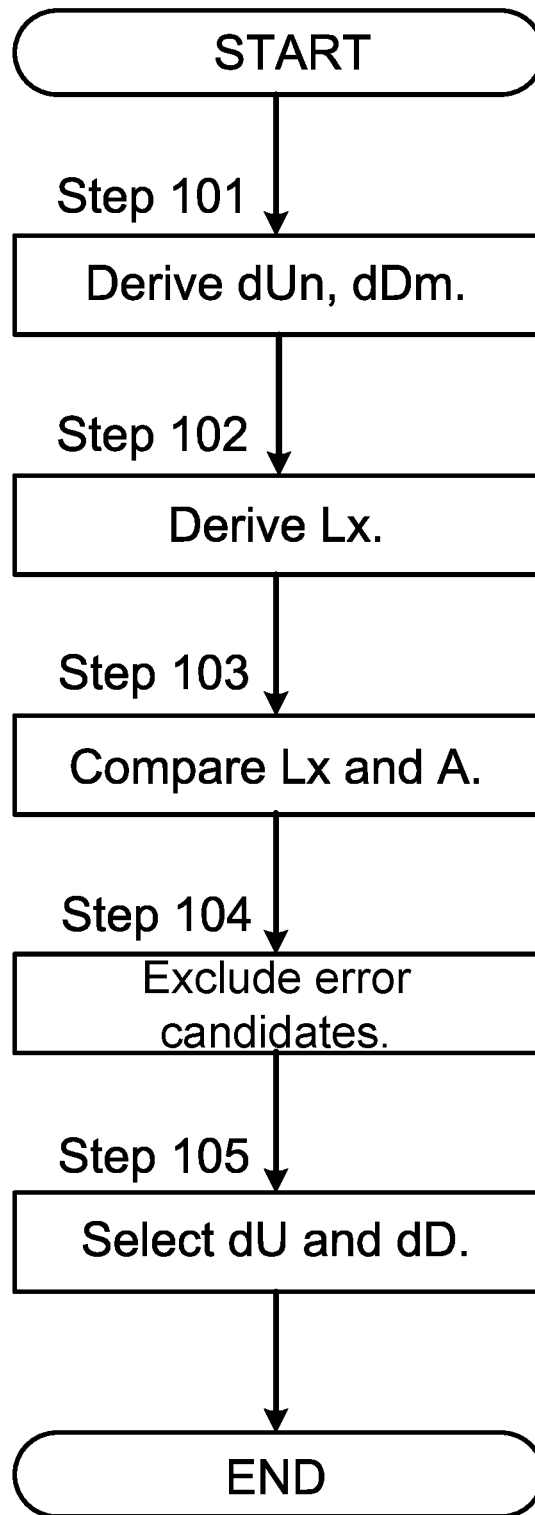 START
Step 101
Derive dUn, dDm.
Step 102
Derive Lx.
Step 103
Compare Lx and A.
Step 104
Exclude error
candidates.
Step 105
Select dU and dD.
END